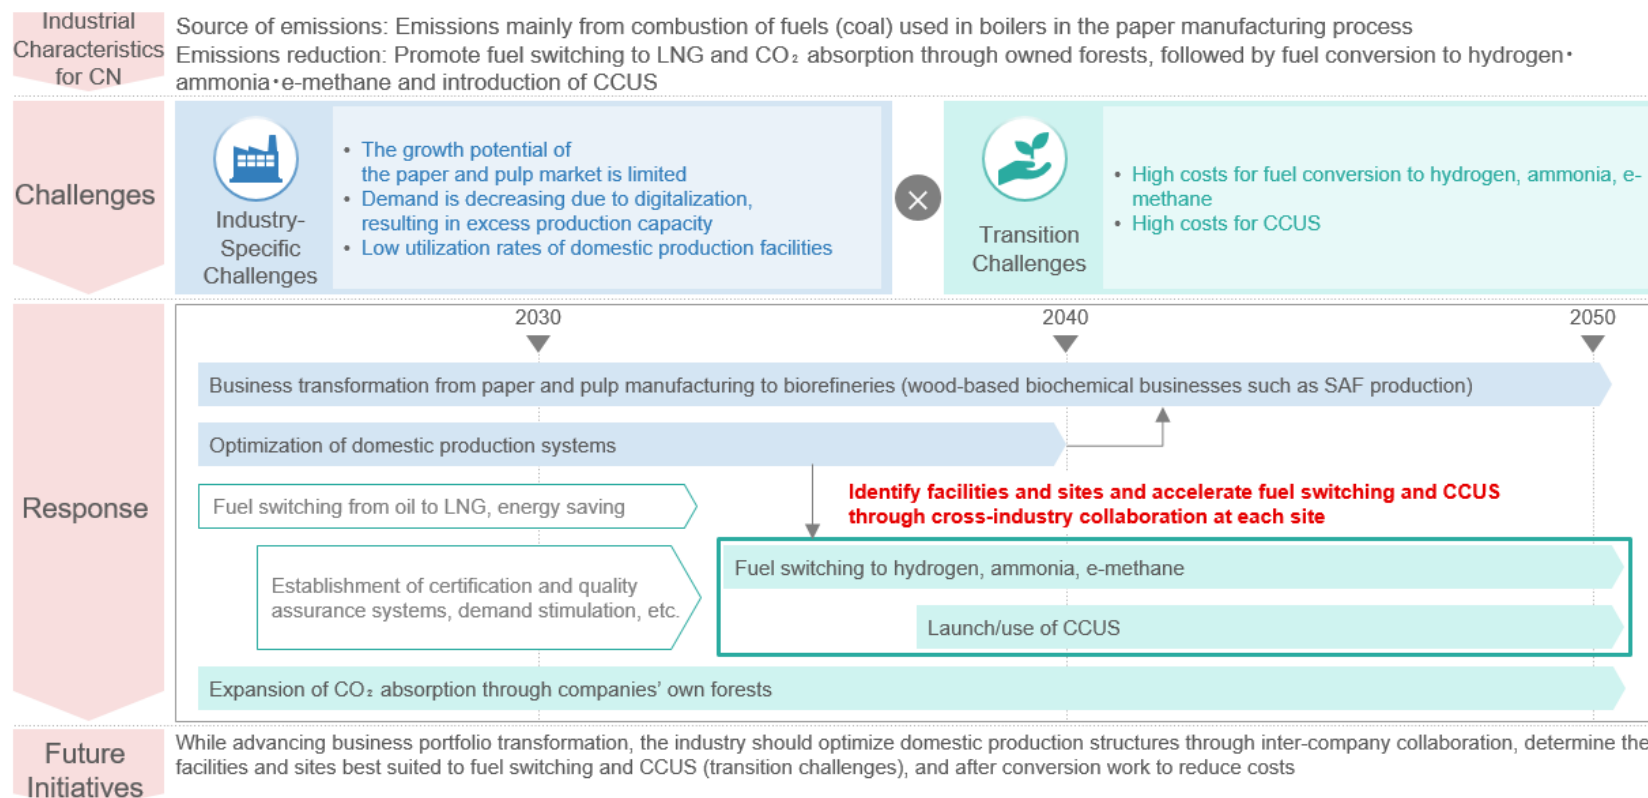 Industrial
Characteristics
for CN
Source of emissions: Emissions mainly from combustion of fuels (coal) used in boilers in the paper manufacturing process
Emissions reduction: Promote fuel switching to LNG and CO₂ absorption through owned forests, followed by fuel conversion to hydrogen・
ammonia・e-methane and introduction of CCUS
Challenges
Industry-
Specific
Challenges
• The growth potential of
the paper and pulp market is limited
• Demand is decreasing due to digitalization,
resulting in excess production capacity
• Low utilization rates of domestic production facilities
×
Transition
Challenges
• High costs for fuel conversion to hydrogen, ammonia, e-
methane
• High costs for CCUS
Response
2030
2040
2050
Business transformation from paper and pulp manufacturing to biorefineries (wood-based biochemical businesses such as SAF production)
Optimization of domestic production systems
Fuel switching from oil to LNG, energy saving
Identify facilities and sites and accelerate fuel switching and CCUS
through cross-industry collaboration at each site
Establishment of certification and quality
assurance systems, demand stimulation, etc.
Fuel switching to hydrogen, ammonia, e-methane
Launch/use of CCUS
Expansion of CO₂ absorption through companies' own forests
Future
Initiatives
While advancing business portfolio transformation, the industry should optimize domestic production structures through inter-company collaboration, determine the
facilities and sites best suited to fuel switching and CCUS (transition challenges), and after conversion work to reduce costs